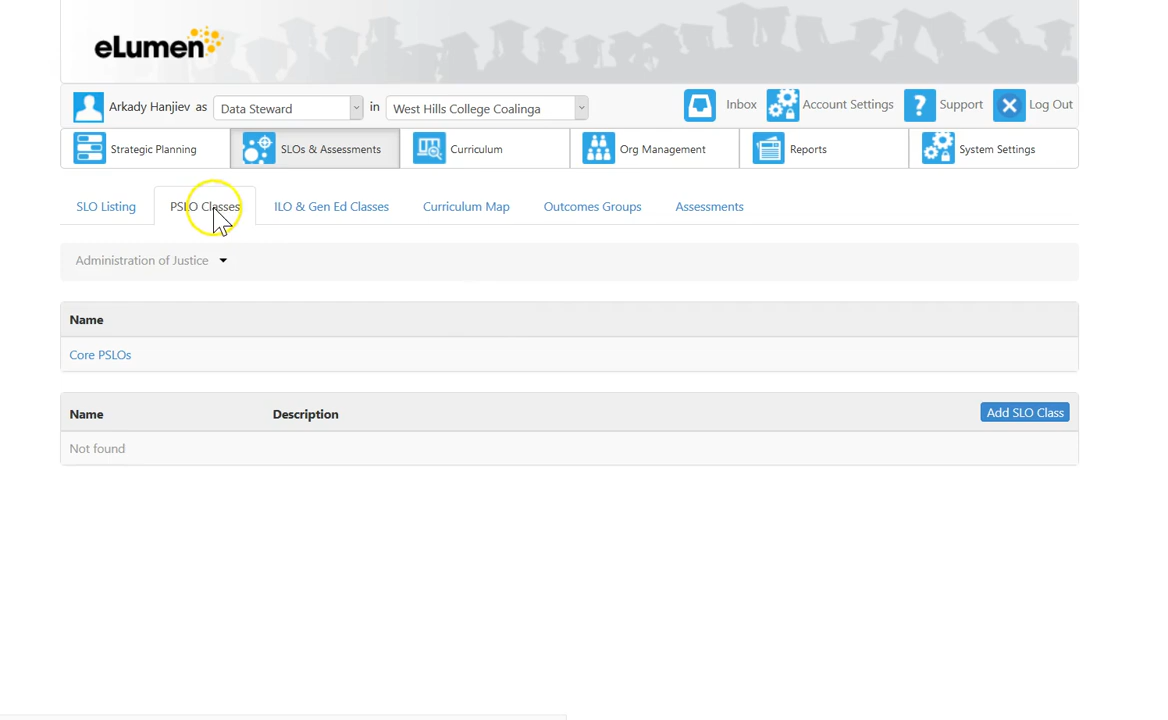 eLumen
Arkady Hanjiev as Data Steward in West Hills College Coalinga Inbox Account Settings ? Support Log Out
Strategic Planning SLOs & Assessments Curriculum Org Management Reports System Settings
SLO Listing PSLO Classes ILO & Gen Ed Classes Curriculum Map Outcomes Groups Assessments
Administration of Justice
Name
Core PSLOs
Name Description Add SLO Class
Not found